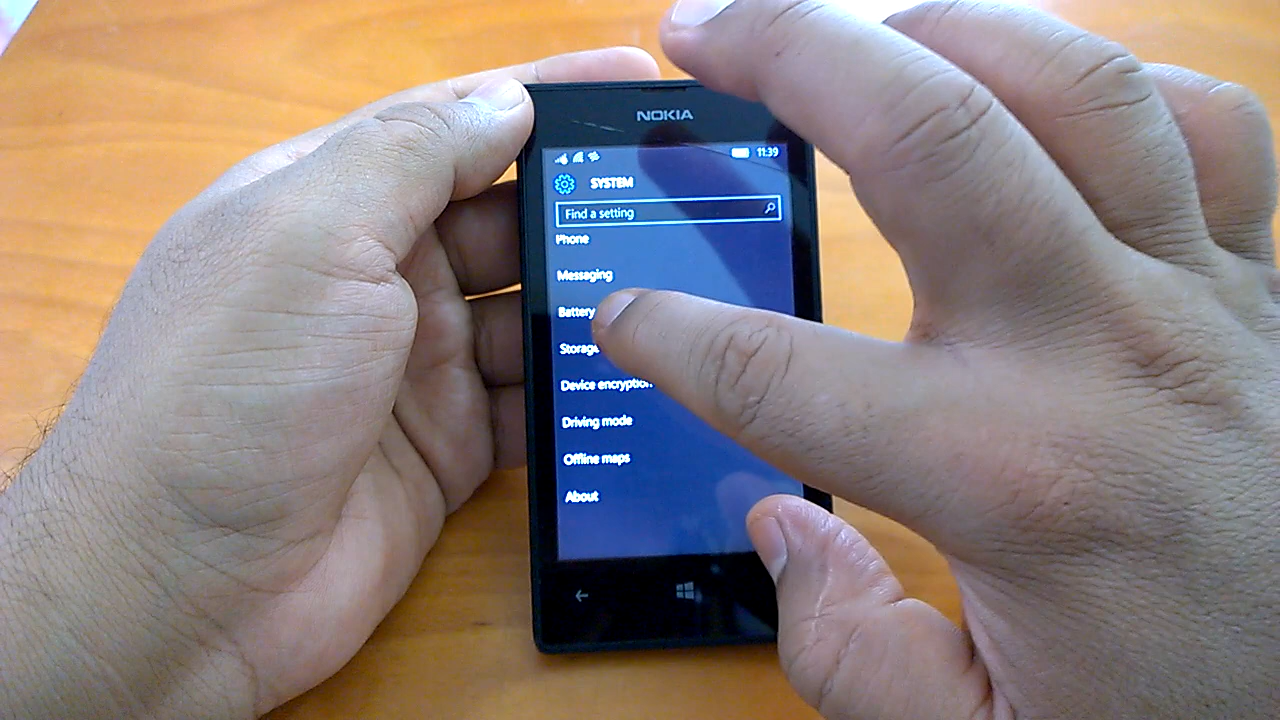 NOKIA
11:39
SYSTEM
Find a setting
Phone
Messaging
Battery
Storage
Device encryption
Driving mode
Offline maps
About